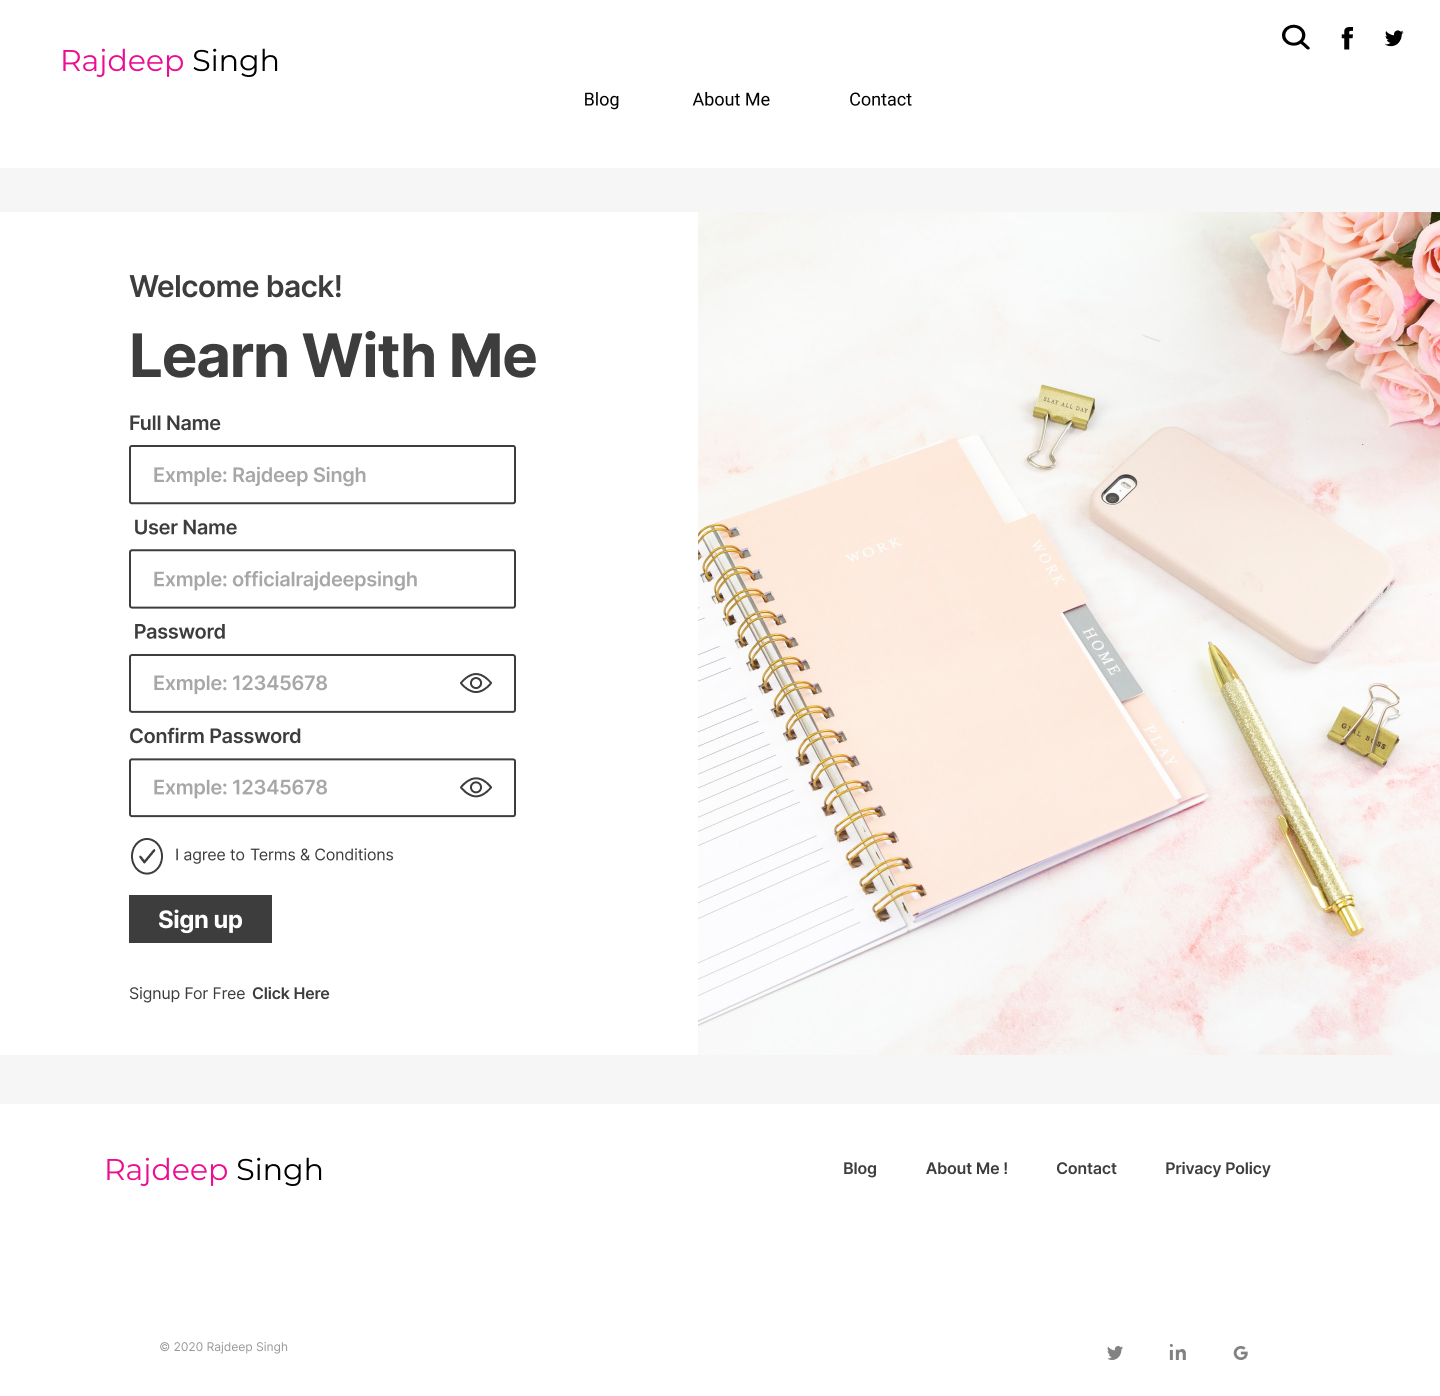 Rajdeep Singh
Blog About Me Contact
Welcome back!
Learn With Me
Full Name
Exmple: Rajdeep Singh
User Name
Exmple: officialrajdeepsingh
Password
Exmple: 12345678
Confirm Password
Exmple: 12345678
I agree to Terms & Conditions
Sign up
Signup For Free Click Here
SLAY ALL DAY
WORK
WORK
HOME
PLAY
GIRL BOSS
Rajdeep Singh
Blog About Me ! Contact Privacy Policy
© 2020 Rajdeep Singh